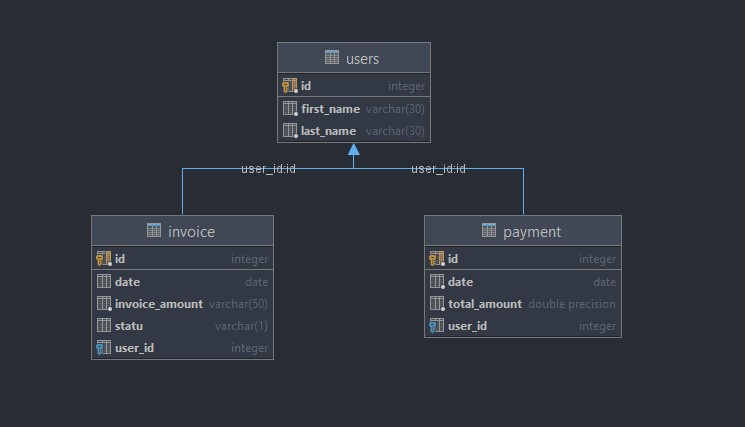 users
id integer
first_name varchar(30)
last_name varchar(30)
user_id:id user_id:id
invoice
id integer
date date
invoice_amount varchar(50)
statu varchar(1)
user_id integer
payment
id integer
date date
total_amount double precision
user_id integer